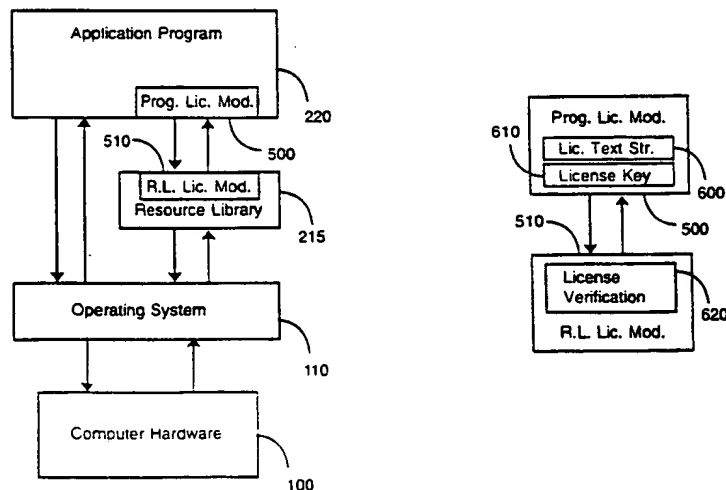 Application Program
Prog. Lic. Mod.
220
510
500
R.L. Lic. Mod.
Resource Library
215
Operating System
110
Computer Hardware
100
Prog. Lic. Mod.
610
Lic. Text Str.
License Key
600
510
500
License
Verification
620
R.L. Lic. Mod.